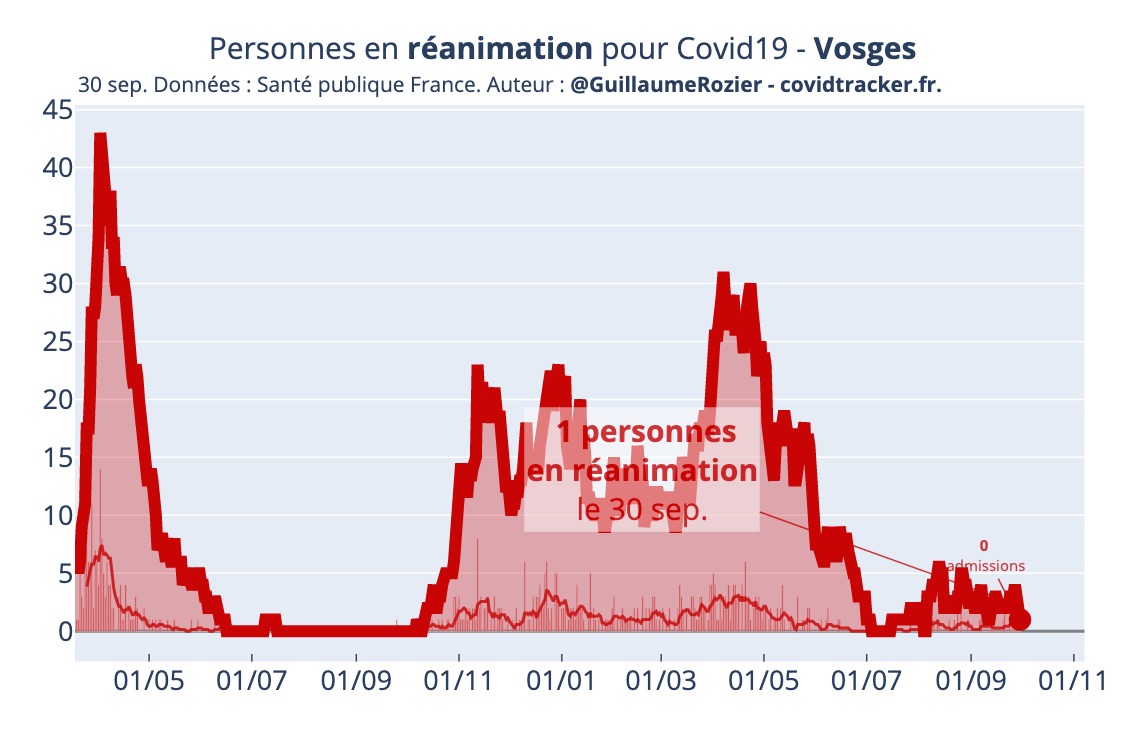 Personnes en réanimation pour Covid19 - Vosges
30 sep. Données : Santé publique France. Auteur : @GuillaumeRozier - covidtracker.fr.
45
40
35
30
25
20
15
10
5
0
1 personnes
en réanimation
le 30 sep.
0
admissions
01/05 01/07 01/09 01/11 01/01 01/03 01/05 01/07 01/09 01/11